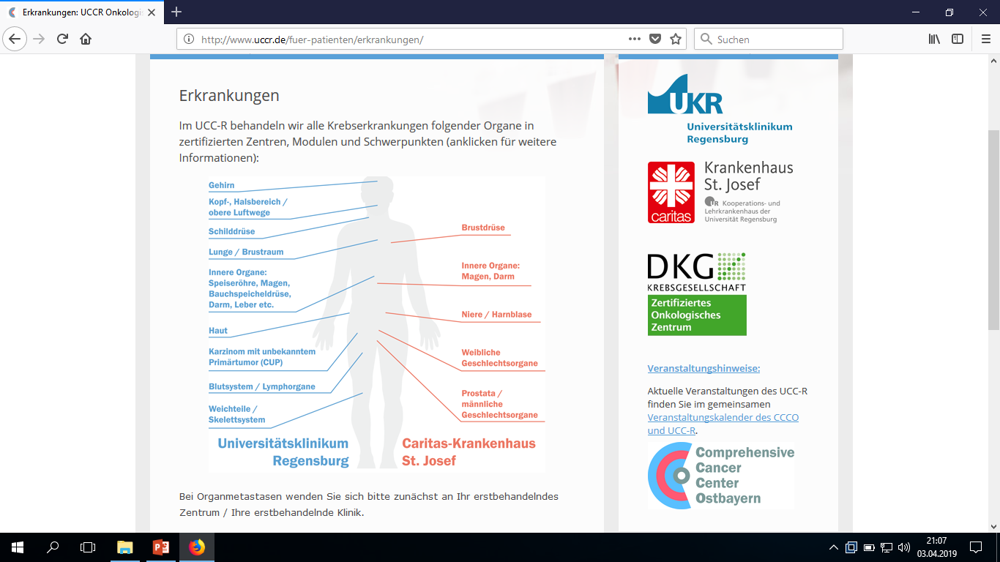 Erkrankungen: UCCR Onkologis
http://www.uccr.de/fuer-patienten/erkrankungen/
Suchen
Erkrankungen
Im UCC-R behandeln wir alle Krebserkrankungen folgender Organe in
zertifizierten Zentren, Modulen und Schwerpunkten (anklicken für weitere
Informationen):
Gehirn
Kopf-, Halsbereich /
obere Luftwege
Schilddrüse
Lunge / Brustraum
Innere Organe:
Speiseröhre, Magen,
Bauchspeicheldrüse,
Darm, Leber etc.
Haut
Karzinom mit unbekanntem
Primärtumor (CUP)
Blutsystem / Lymphorgane
Weichteile /
Skelettsystem
Universitätsklinikum
Regensburg
Brustdrüse
Innere Organe:
Magen, Darm
Niere / Harnblase
Weibliche
Geschlechtsorgane
Prostata /
männliche
Geschlechtsorgane
Caritas-Krankenhaus
St. Josef
Bei Organmetastasen wenden Sie sich bitte zunächst an Ihr erstbehandelndes
Zentrum / Ihre erstbehandelnde Klinik.
UKR
Universitätsklinikum
Regensburg
caritas
Krankenhaus
St. Josef
UR Kooperations- und
Lehrkrankenhaus der
Universität Regensburg
DKG
KREBSGESELLSCHAFT
Zertifiziertes
Onkologisches
Zentrum
Veranstaltungshinweise:
Aktuelle Veranstaltungen des UCC-R
finden Sie im gemeinsamen
Veranstaltungskalender des CCCO
und UCC-R.
Comprehensive
Cancer
Center
Ostbayern
21:07
03.04.2019